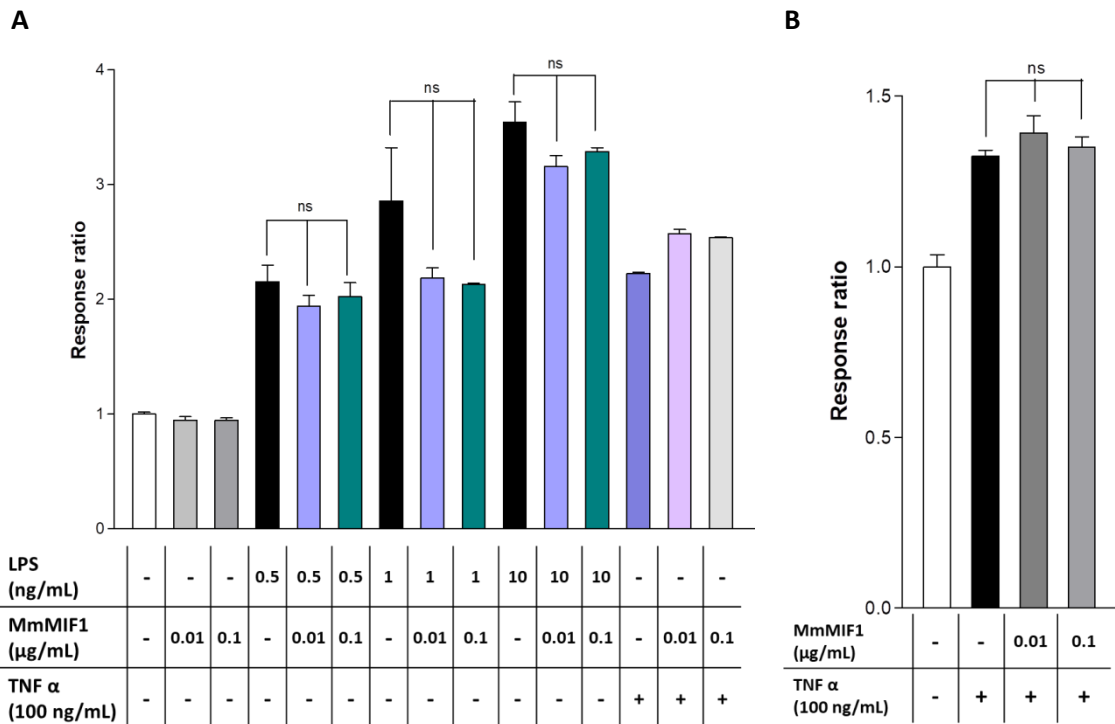 A
B
4
3
2
1
0
Response ratio
ns
ns
ns
LPS
(ng/mL)
- - - 0.5 0.5 0.5 1 1 1 10 10 10 - - -
MmMIF1
(μg/mL)
- 0.01 0.1 - 0.01 0.1 - 0.01 0.1 - 0.01 0.1 - 0.01 0.1
TNF α
(100 ng/mL)
- - - - - - - - - - - - + + +
1.5
1.0
0.5
0.0
Response ratio
ns
MmMIF1
(μg/mL)
- - 0.01 0.1
TNF α
(100 ng/mL)
- + + +